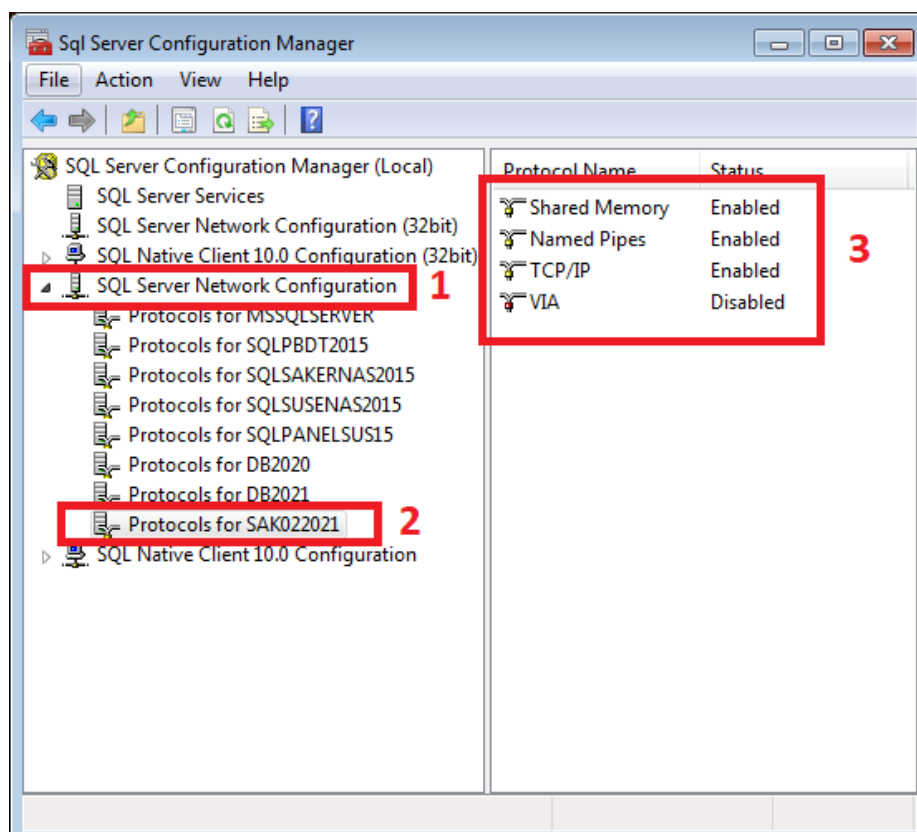 Sql Server Configuration Manager
File Action View Help
SQL Server Configuration Manager (Local)
SQL Server Services
SQL Server Network Configuration (32bit)
SQL Native Client 10.0 Configuration (32bit)
SQL Server Network Configuration 1
Protocols for MSSQLSERVER
Protocols for SQLPBDT2015
Protocols for SQLSAKERNAS2015
Protocols for SQLSUSENAS2015
Protocols for SQLPANELSUS15
Protocols for DB2020
Protocols for DB2021
Protocols for SAK022021 2
SQL Native Client 10.0 Configuration
Protocol Name Status
Shared Memory Enabled
Named Pipes Enabled
3
TCP/IP Enabled
VIA Disabled